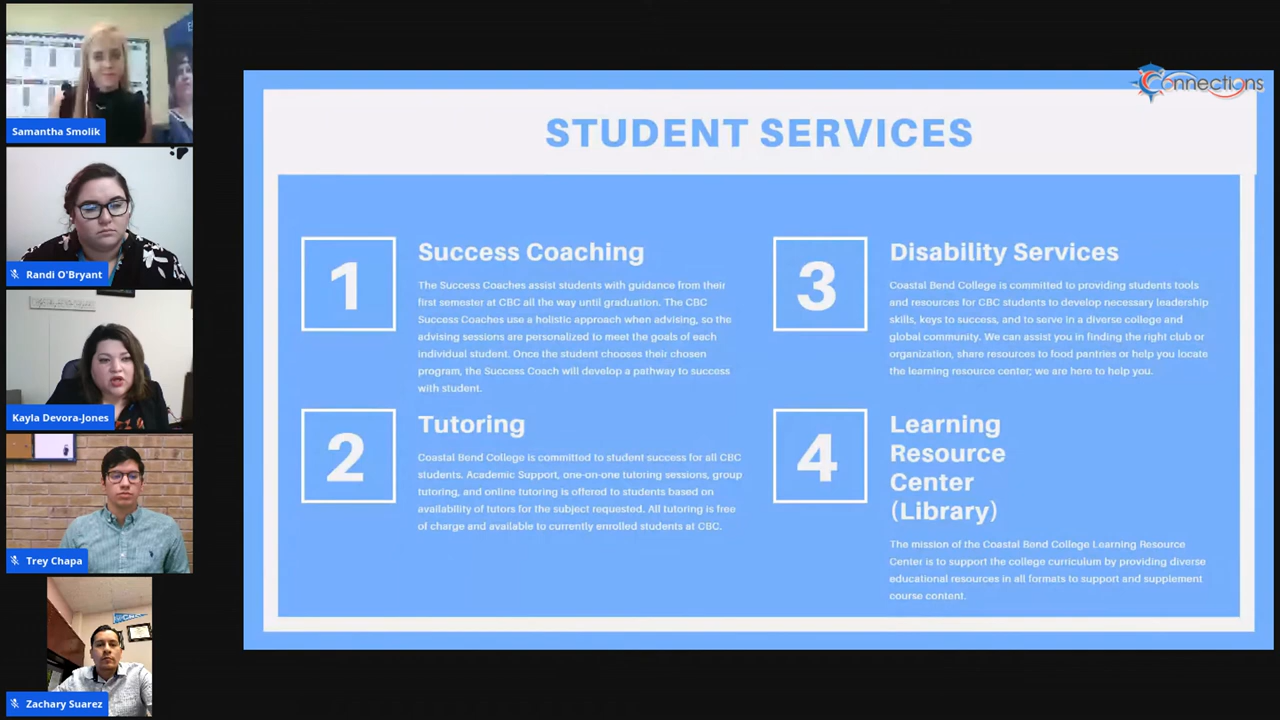 Samantha Smolik
Randi O'Bryant
Kayla Devora-Jones
Trey Chapa
Zachary Suarez
Connections
STUDENT SERVICES
1
Success Coaching
The Success Coaches assist students with guidance from their
first semester at CBC all the way until graduation. The CBC
Success Coaches use a holistic approach when advising, so the
advising sessions are personalized to meet the goals of each
individual student. Once the student chooses their chosen
program, the Success Coach will develop a pathway to success
with student.
2
Tutoring
Coastal Bend College is committed to student success for all CBC
students. Academic Support, one-on-one tutoring sessions, group
tutoring, and online tutoring is offered to students based on
availability of tutors for the subject requested. All tutoring is free
of charge and available to currently enrolled students at CBC.
3
Disability Services
Coastal Bend College is committed to providing students tools
and resources for CBC students to develop necessary leadership
skills, keys to success, and to serve in a diverse college and
global community. We can assist you in finding the right club or
organization, share resources to food pantries or help you locate
the learning resource center; we are here to help you.
4
Learning
Resource
Center
(Library)
The mission of the Coastal Bend College Learning Resource
Center is to support the college curriculum by providing diverse
educational resources in all formats to support and supplement
course content.